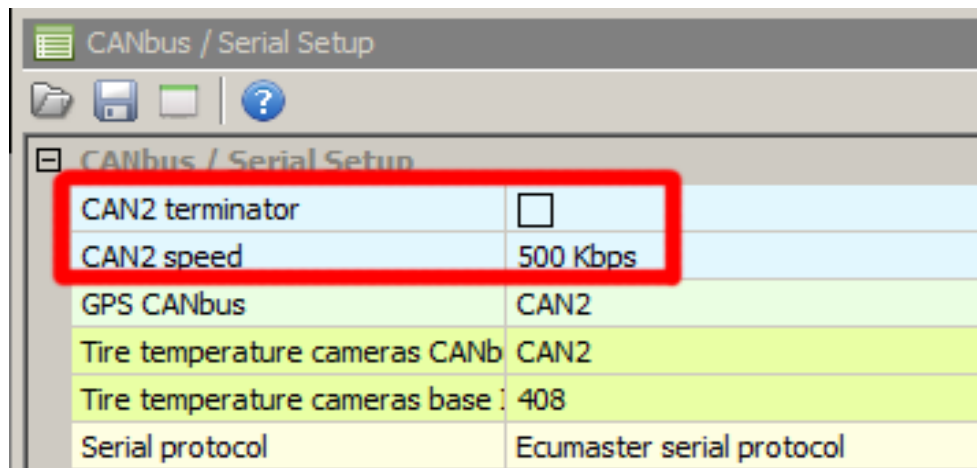 CANbus / Serial Setup
CANbus / Serial Setup
CAN2 terminator
CAN2 speed 500 Kbps
GPS CANbus CAN2
Tire temperature cameras CANb CAN2
Tire temperature cameras base 408
Serial protocol Ecumaster serial protocol